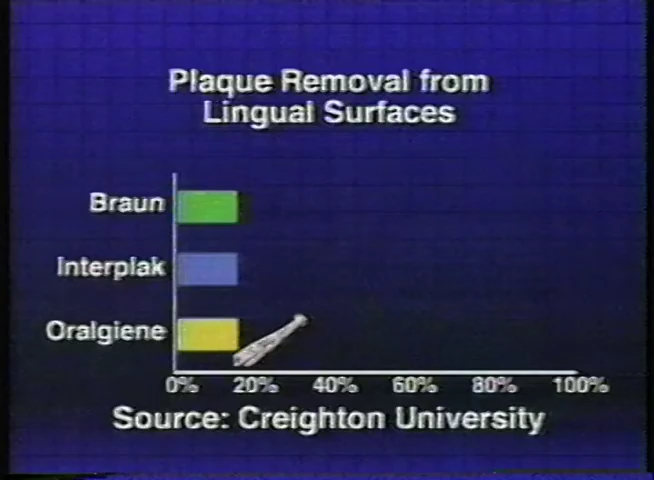 Plaque Removal from
Lingual Surfaces
Braun
Interplak
Oralgiene
0% 20% 40% 60% 80% 100%
Source: Creighton University